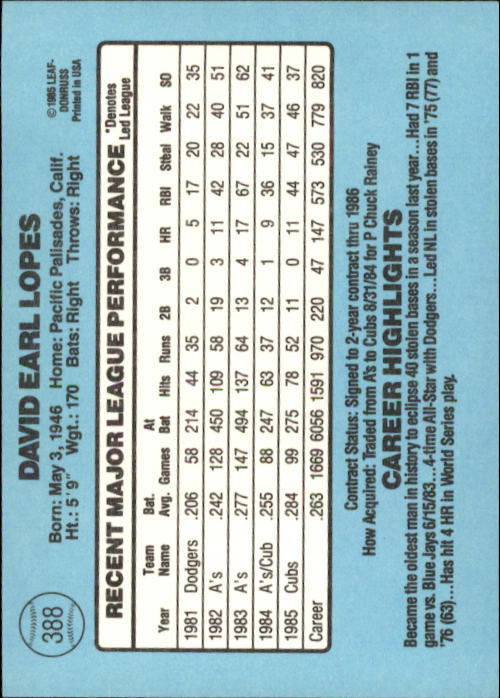 388
DAVID EARL LOPES
© 1985 LEAF-
DONRUSS
Printed in USA
Born: May 3, 1946 Home: Pacific Palisades, Calif.
Ht.: 5'9" Wgt.: 170 Bats: Right Throws: Right
RECENT MAJOR LEAGUE PERFORMANCE *Denotes Led League
Year Team Name Bat. Avg. Games At Bat Hits Runs 2B 3B HR RBI Steal Walk SO
1981 Dodgers .206 58 214 44 35 2 0 5 17 20 22 35
1982 A's .242 128 450 109 58 19 3 11 42 28 40 51
1983 A's .277 147 494 137 64 13 4 17 67 22 51 62
1984 A's/Cub .255 88 247 63 37 12 1 9 36 15 37 41
1985 Cubs .284 99 275 78 52 11 0 11 44 47 46 37
Career .263 1669 6056 1591 970 220 47 147 573 530 779 820
Contract Status: Signed to 2-year contract thru 1986
How Acquired: Traded from A's to Cubs 8/31/84 for P Chuck Rainey
CAREER HIGHLIGHTS
Became the oldest man in history to eclipse 40 stolen bases in a season last year...Had 7 RBI in 1
game vs. Blue Jays 6/15/83...4-time All-Star with Dodgers...Led NL in stolen bases in '75 (77) and
'76 (63)...Has hit 4 HR in World Series play.